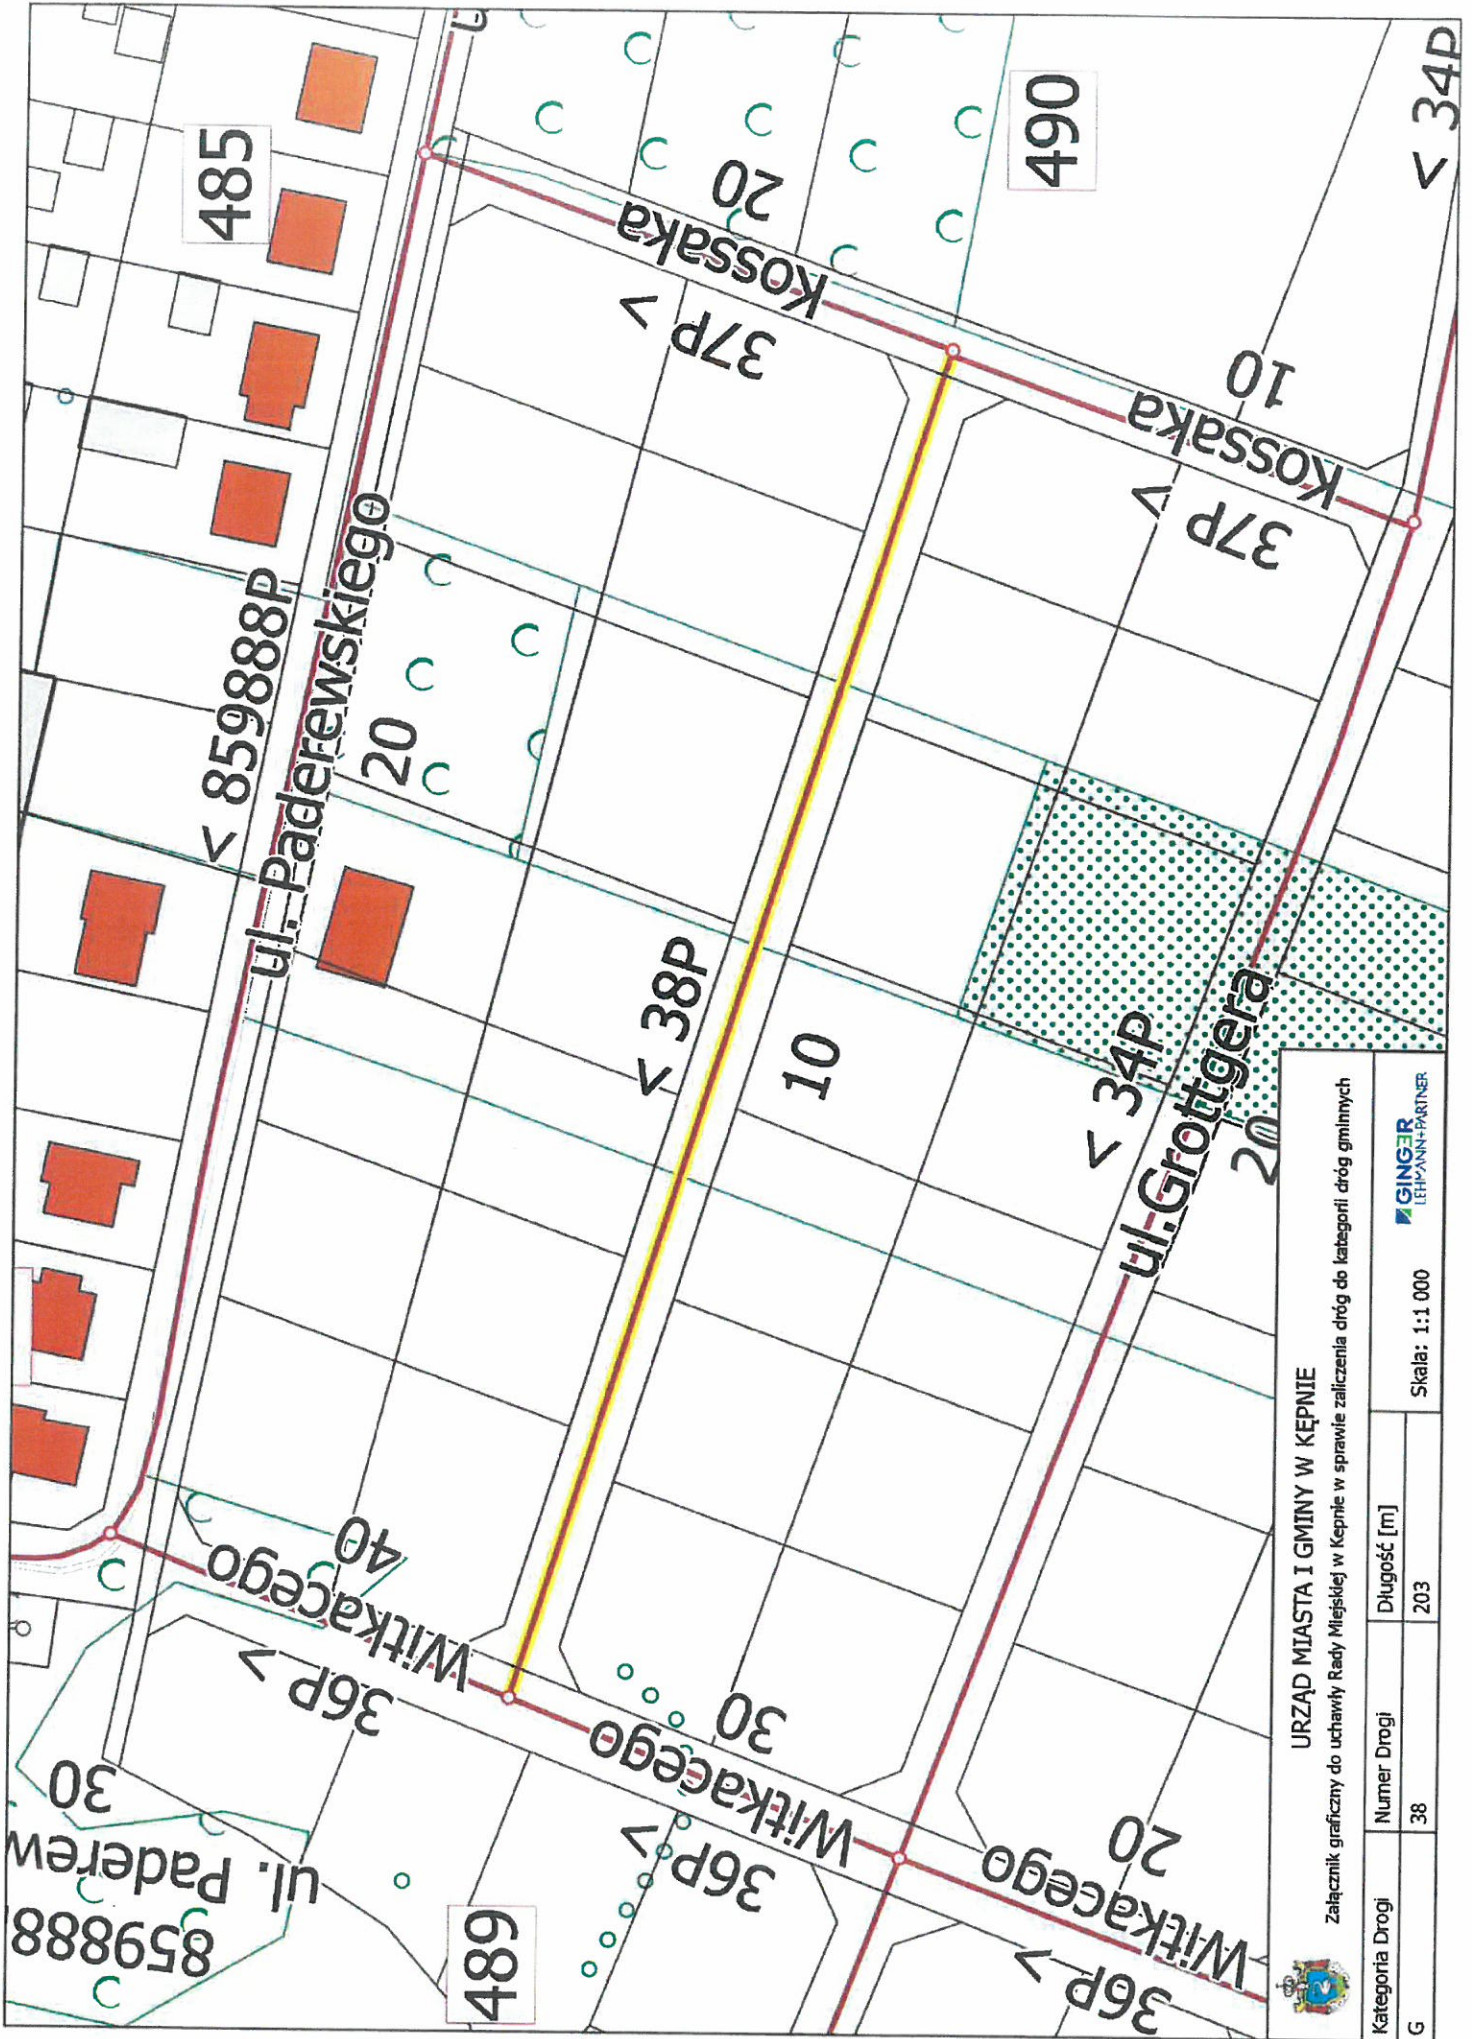 485
490
489
< 859888P
ul. Paderewskiego
20
Kossaka
20
37P >
Kossaka
10
37P >
< 34P
< 38P
10
< 34P
ul.Grottgera
20
Witkacego
40
36P >
Witkacego
30
36P >
Witkacego
20
36P >
859888
ul. Paderew
30
URZĄD MIASTA I GMINY W KĘPNIE
Załącznik graficzny do uchawły Rady Miejskiej w Kępnie w sprawie zaliczenia dróg do kategorii dróg gminnych
Kategoria Drogi
Numer Drogi
Długość [m]
G
38
203
Skala: 1:1 000
GINGER
LEHMANN+PARTNER